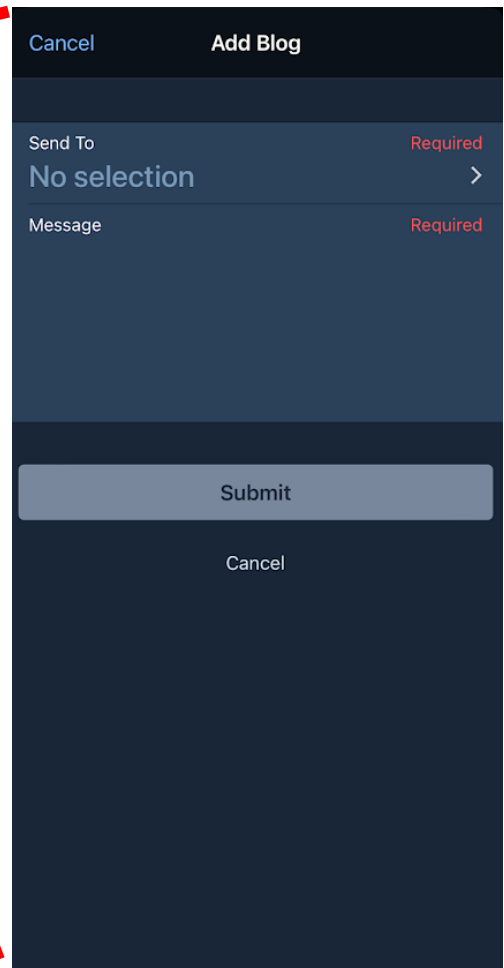 Cancel Add Blog
Send To Required
No selection
Message Required
Submit
Cancel